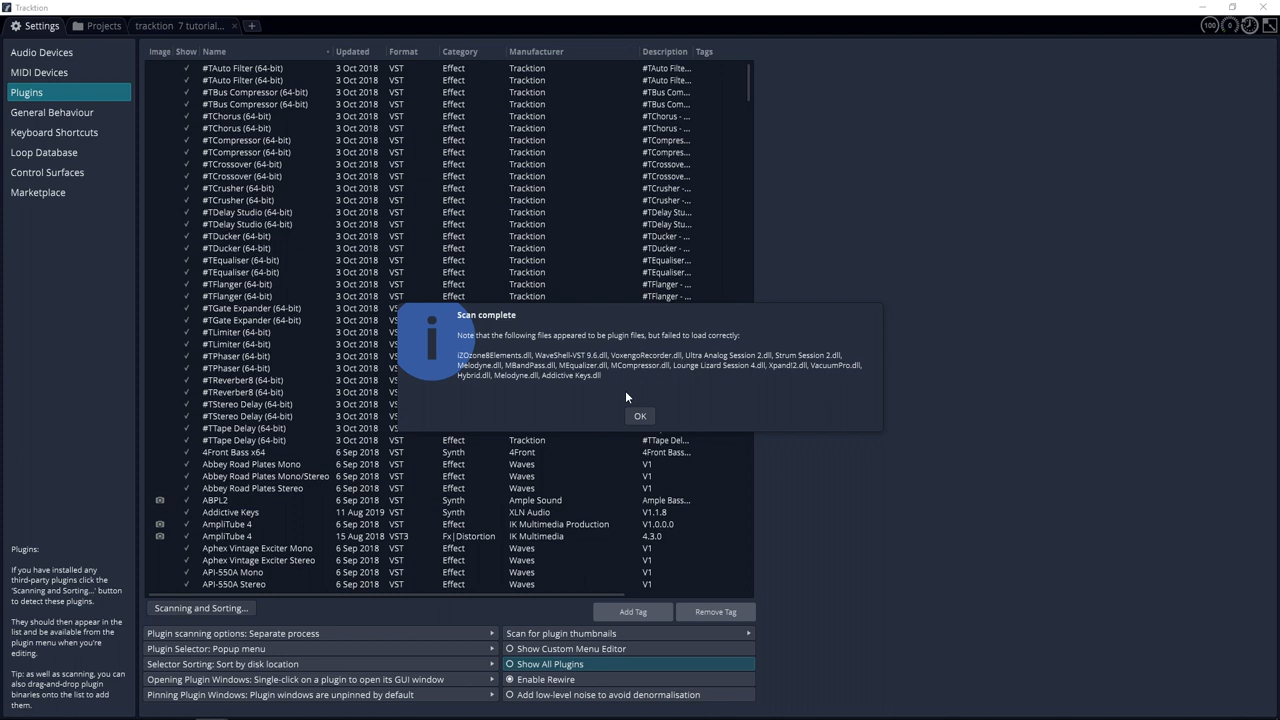 Tracktion
Settings
Projects
tracktion 7 tutorial...
100
0
Audio Devices
MIDI Devices
Plugins
General Behaviour
Keyboard Shortcuts
Loop Database
Control Surfaces
Marketplace
Image Show Name Updated Format Category Manufacturer Description Tags
#TAuto Filter (64-bit) 3 Oct 2018 VST Effect Tracktion #TAuto Filte...
#TAuto Filter (64-bit) 3 Oct 2018 VST Effect Tracktion #TAuto Filte...
#TBus Compressor (64-bit) 3 Oct 2018 VST Effect Tracktion #TBus Com...
#TBus Compressor (64-bit) 3 Oct 2018 VST Effect Tracktion #TBus Com...
#TChorus (64-bit) 3 Oct 2018 VST Effect Tracktion #TChorus - ...
#TChorus (64-bit) 3 Oct 2018 VST Effect Tracktion #TChorus - ...
#TCompressor (64-bit) 3 Oct 2018 VST Effect Tracktion #TCompres...
#TCompressor (64-bit) 3 Oct 2018 VST Effect Tracktion #TCompres...
#TCrossover (64-bit) 3 Oct 2018 VST Effect Tracktion #TCrossove...
#TCrossover (64-bit) 3 Oct 2018 VST Effect Tracktion #TCrossove...
#TCrusher (64-bit) 3 Oct 2018 VST Effect Tracktion #TCrusher -...
#TCrusher (64-bit) 3 Oct 2018 VST Effect Tracktion #TCrusher -...
#TDelay Studio (64-bit) 3 Oct 2018 VST Effect Tracktion #TDelay Stu...
#TDelay Studio (64-bit) 3 Oct 2018 VST Effect Tracktion #TDelay Stu...
#TDucker (64-bit) 3 Oct 2018 VST Effect Tracktion #TDucker - ...
#TDucker (64-bit) 3 Oct 2018 VST Effect Tracktion #TDucker - ...
#TEqualiser (64-bit) 3 Oct 2018 VST Effect Tracktion #TEqualiser...
#TEqualiser (64-bit) 3 Oct 2018 VST Effect Tracktion #TEqualiser...
#TFlanger (64-bit) 3 Oct 2018 VST Effect Tracktion #TFlanger - ...
#TFlanger (64-bit) 3 Oct 2018 VST Effect Tracktion #TFlanger - ...
#TGate Expander (64-bit) 3 Oct 2018 VST
#TGate Expander (64-bit) 3 Oct 2018 VST
#TLimiter (64-bit) 3 Oct 2018 VST
#TLimiter (64-bit) 3 Oct 2018 VST
#TPhaser (64-bit) 3 Oct 2018 VST
#TPhaser (64-bit) 3 Oct 2018 VST
#TReverber8 (64-bit) 3 Oct 2018 VST
#TReverber8 (64-bit) 3 Oct 2018 VST
#TStereo Delay (64-bit) 3 Oct 2018 VST
#TStereo Delay (64-bit) 3 Oct 2018 VST
#TTape Delay (64-bit) 3 Oct 2018 VST
#TTape Delay (64-bit) 3 Oct 2018 VST Effect Tracktion #TTape Del...
4Front Bass x64 6 Sep 2018 VST Synth 4Front 4Front Bass...
Abbey Road Plates Mono 6 Sep 2018 VST Effect Waves V1
Abbey Road Plates Mono/Stereo 6 Sep 2018 VST Effect Waves V1
Abbey Road Plates Stereo 6 Sep 2018 VST Effect Waves V1
ABPL2 6 Sep 2018 VST Synth Ample Sound Ample Bass...
Addictive Keys 11 Aug 2019 VST Synth XLN Audio V1.1.8
AmpliTube 4 6 Sep 2018 VST Effect IK Multimedia Production V1.0.0.0
AmpliTube 4 15 Aug 2018 VST3 Fx|Distortion IK Multimedia 4.3.0
Aphex Vintage Exciter Mono 6 Sep 2018 VST Effect Waves V1
Aphex Vintage Exciter Stereo 6 Sep 2018 VST Effect Waves V1
API-550A Mono 6 Sep 2018 VST Effect Waves V1
API-550A Stereo 6 Sep 2018 VST Effect Waves V1
Scan complete
Note that the following files appeared to be plugin files, but failed to load correctly:
iZOzone8Elements.dll, WaveShell-VST 9.6.dll, VoxengoRecorder.dll, Ultra Analog Session 2.dll, Strum Session 2.dll,
Melodyne.dll, MBandPass.dll, MEqualizer.dll, MCompressor.dll, Lounge Lizard Session 4.dll, Xpand!2.dll, VacuumPro.dll,
Hybrid.dll, Melodyne.dll, Addictive Keys.dll
OK
Plugins:
If you have installed any
third-party plugins click the
'Scanning and Sorting...' button
to detect these plugins.
They should then appear in the
list and be available from the
plugin menu when you're
editing.
Tip: as well as scanning, you can
also drag-and-drop plugin
binaries onto the list to add
them.
Scanning and Sorting...
Add Tag
Remove Tag
Plugin scanning options: Separate process
Plugin Selector: Popup menu
Selector Sorting: Sort by disk location
Opening Plugin Windows: Single-click on a plugin to open its GUI window
Pinning Plugin Windows: Plugin windows are unpinned by default
Scan for plugin thumbnails
Show Custom Menu Editor
Show All Plugins
Enable Rewire
Add low-level noise to avoid denormalisation